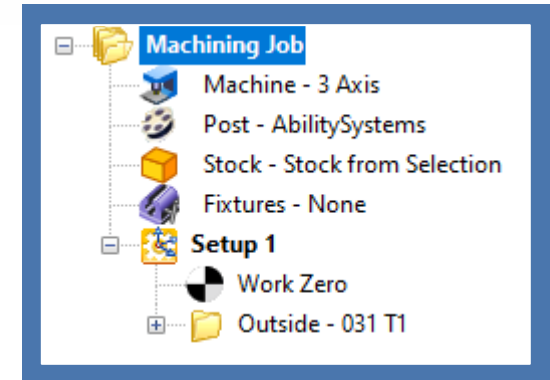 Machining Job
Machine - 3 Axis
Post - AbilitySystems
Stock - Stock from Selection
Fixtures - None
Setup 1
Work Zero
Outside - 031 T1